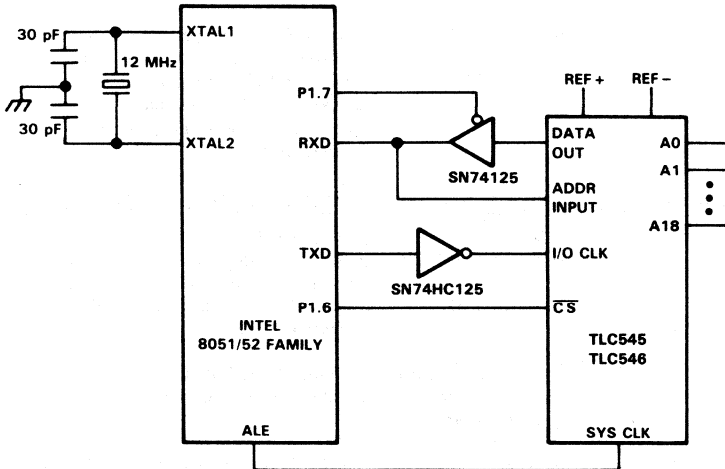 30 pF
XTAL1
12 MHz
30 pF
XTAL2
P1.7
RXD
TXD
P1.6
INTEL
8051/52 FAMILY
ALE
SN74125
SN74HC125
REF+
REF−
DATA
OUT
ADDR
INPUT
I/O CLK
CS
A0
A1
A18
TLC545
TLC546
SYS CLK